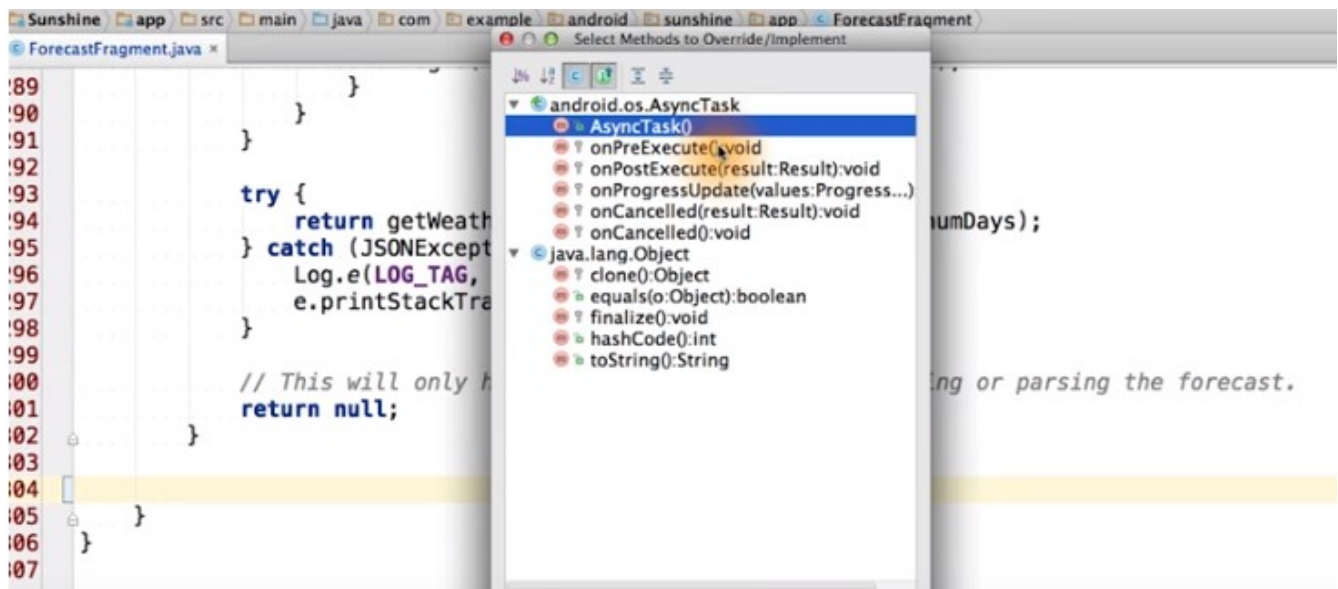 Sunshine app src main java com example android sunshine app ForecastFragment
ForecastFragment.java ×
Select Methods to Override/Implement
android.os.AsyncTask
AsyncTask()
onPreExecute():void
onPostExecute(result:Result):void
onProgressUpdate(values:Progress...)
onCancelled(result:Result):void
onCancelled():void
java.lang.Object
clone():Object
equals(o:Object):boolean
finalize():void
hashCode():int
toString():String
289 }
290 }
291 }
292
293 try {
294 return getWeath umDays);
295 } catch (JSONExcept
296 Log.e(LOG_TAG,
297 e.printStackTra
298 }
299
300 // This will only h ng or parsing the forecast.
301 return null;
302 }
303
304
305 }
306 }
307